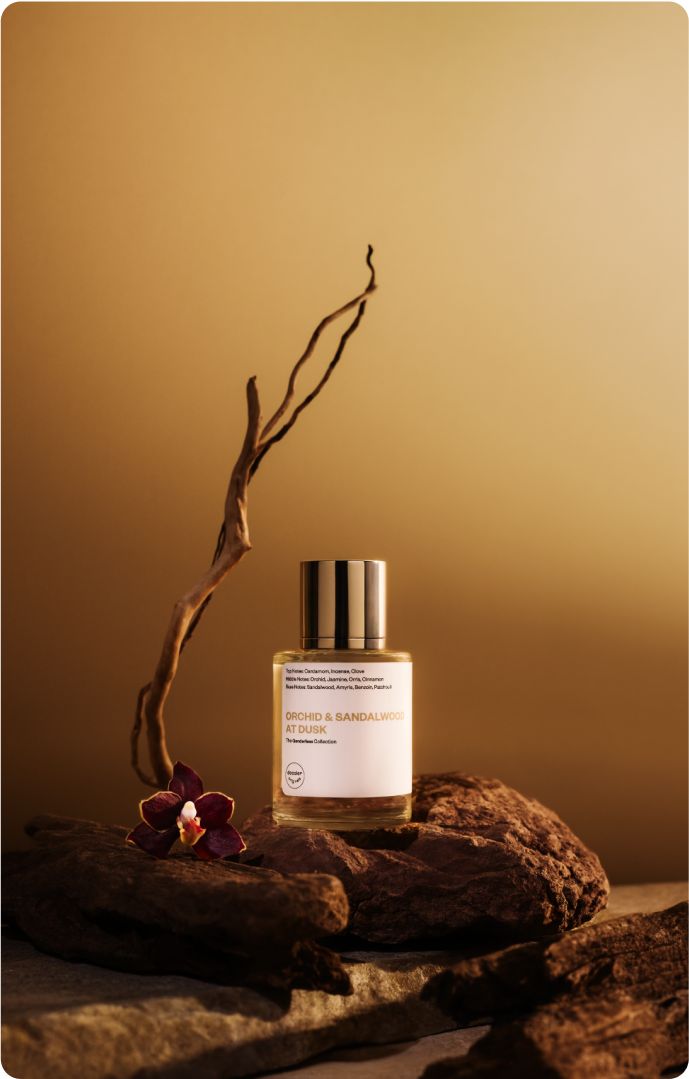 Top Notes: Cardamom, Incense, Clove
Middle Notes: Orchid, Jasmine, Orris, Cinnamon
Base Notes: Sandalwood, Amyris, Benzoin, Patchouli
ORCHID & SANDALWOOD
AT DUSK
The Genderless Collection
dossier